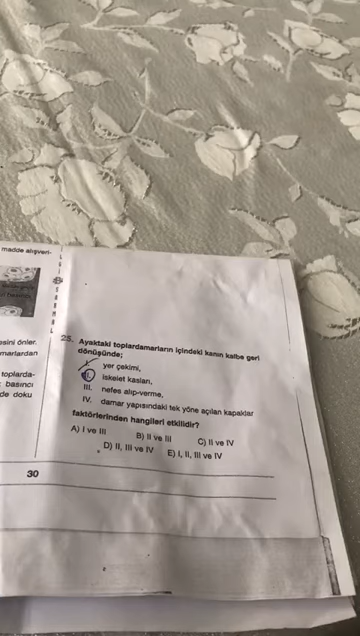 madde alışveri-
esini önler.
marlardan
toplarda-
basıncı
de doku
25. Ayaktaki toplardamarların içindeki kanın kalbe geri
dönüşünde;
yer çekimi,
II. iskelet kasları,
III. nefes alıp-verme,
IV. damar yapısındaki tek yöne açılan kapaklar
faktörlerinden hangileri etkilidir?
A) I ve III
B) II ve III
C) II ve IV
D) II, III ve IV
E) I, II, III ve IV
30